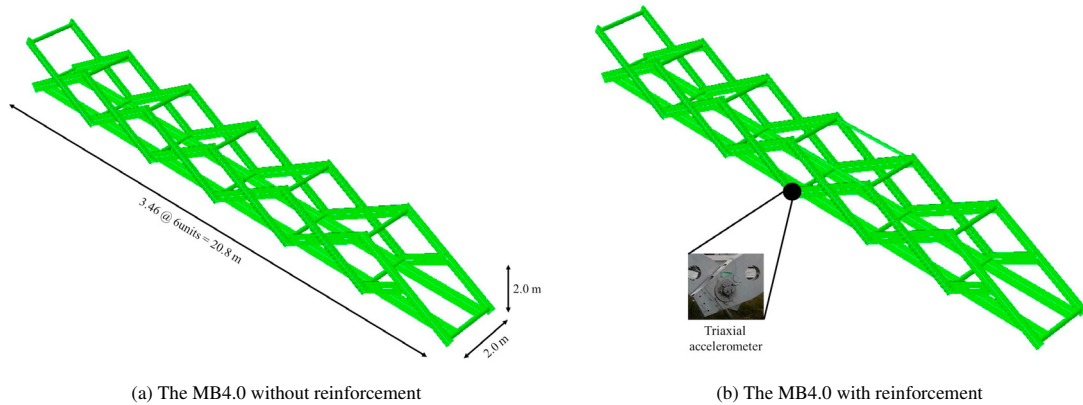 3.46 @ 6units = 20.8 m
2.0 m
2.0 m
Triaxial
accelerometer
(a) The MB4.0 without reinforcement
(b) The MB4.0 with reinforcement